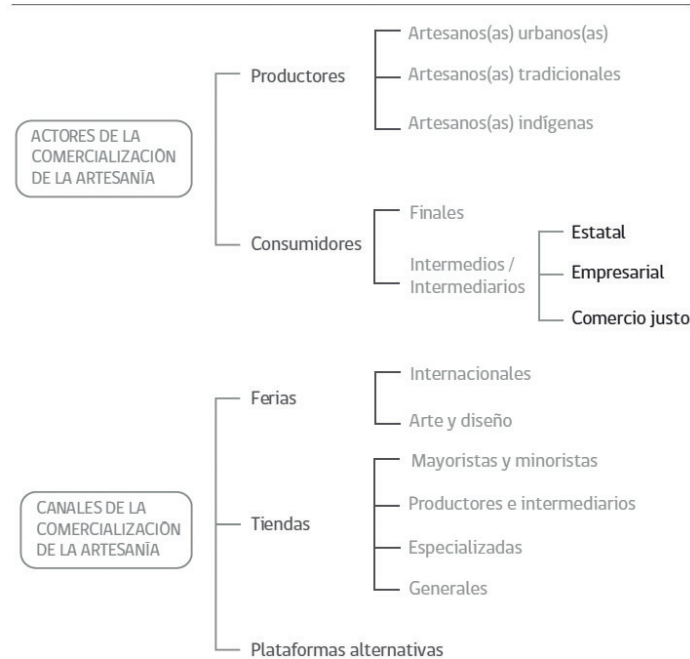 Artesanos(as) urbanos(as)
Productores
Artesanos(as) tradicionales
Artesanos(as) indígenas
ACTORES DE LA
COMERCIALIZACIÓN
DE LA ARTESANÍA
Finales
Consumidores
Intermedios /
Intermediarios
Estatal
Empresarial
Comercio justo
Internacionales
Ferias
Arte y diseño
Mayoristas y minoristas
CANALES DE LA
COMERCIALIZACIÓN
DE LA ARTESANÍA
Productores e intermediarios
Tiendas
Especializadas
Generales
Plataformas alternativas